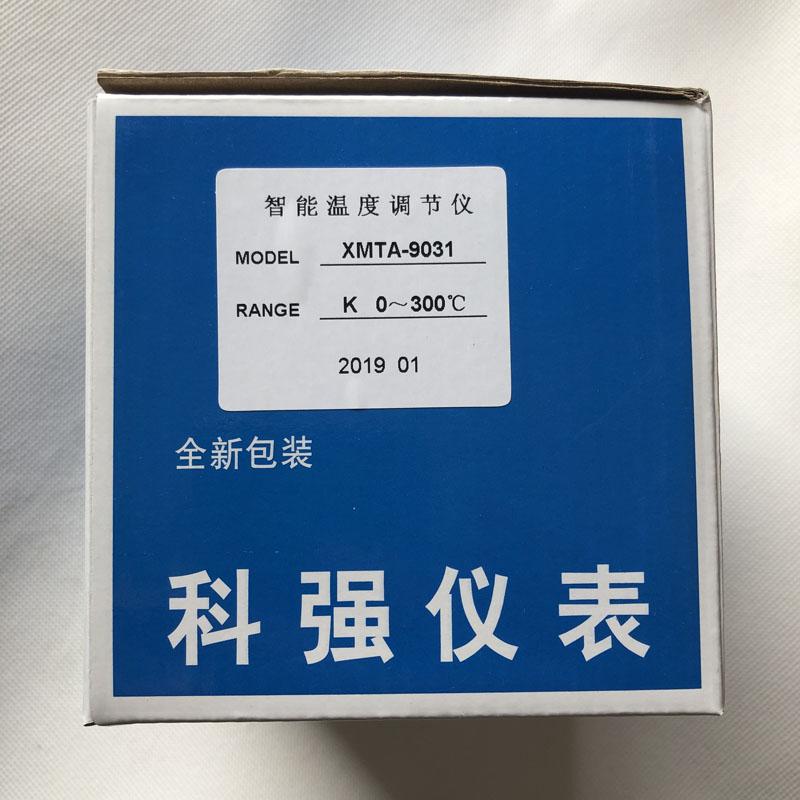 智能温度调节仪
MODEL XMTA-9031
RANGE K 0～300℃
2019 01
全新包装
科强仪表